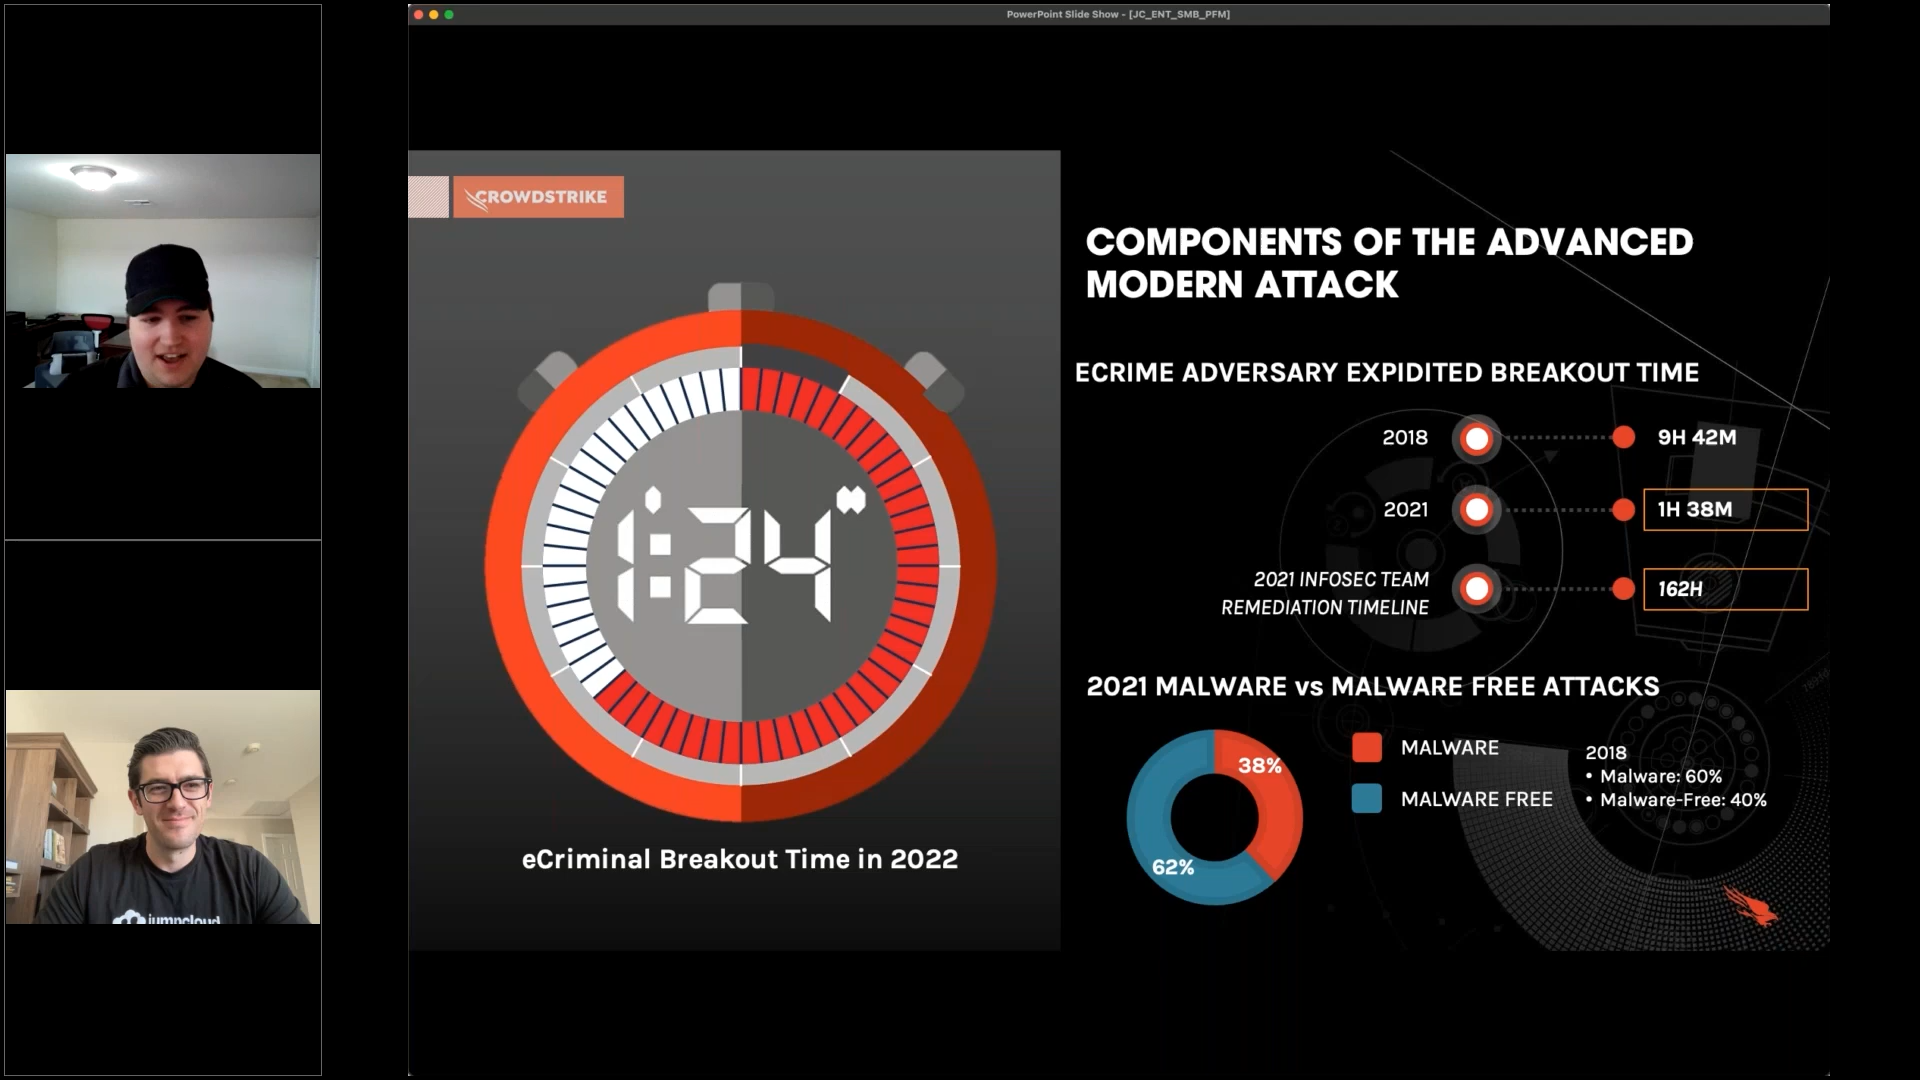 PowerPoint Slide Show - [JC_ENT_SMB_PFM]
CROWDSTRIKE
1:24
eCriminal Breakout Time in 2022
COMPONENTS OF THE ADVANCED
MODERN ATTACK
ECRIME ADVERSARY EXPIDITED BREAKOUT TIME
2018 9H 42M
2021 1H 38M
2021 INFOSEC TEAM
REMEDIATION TIMELINE 162H
2021 MALWARE vs MALWARE FREE ATTACKS
38%
62%
MALWARE
MALWARE FREE
2018
• Malware: 60%
• Malware-Free: 40%
jumpcloud